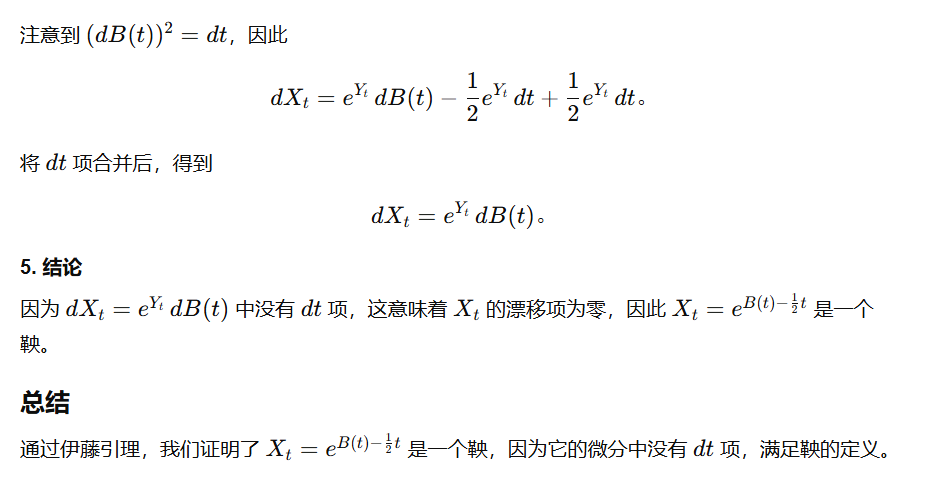 注意到 $(dB(t))^2 = dt$，因此
$dX_t = e^{Y_t} dB(t) - \frac{1}{2} e^{Y_t} dt + \frac{1}{2} e^{Y_t} dt$。
将 $dt$ 项合并后，得到
$dX_t = e^{Y_t} dB(t)$。
5. 结论
因为 $dX_t = e^{Y_t} dB(t)$ 中没有 $dt$ 项，这意味着 $X_t$ 的漂移项为零，因此 $X_t = e^{B(t) - \frac{1}{2}t}$ 是一个
鞅。
总结
通过伊藤引理，我们证明了 $X_t = e^{B(t) - \frac{1}{2}t}$ 是一个鞅，因为它的微分中没有 $dt$ 项，满足鞅的定义。